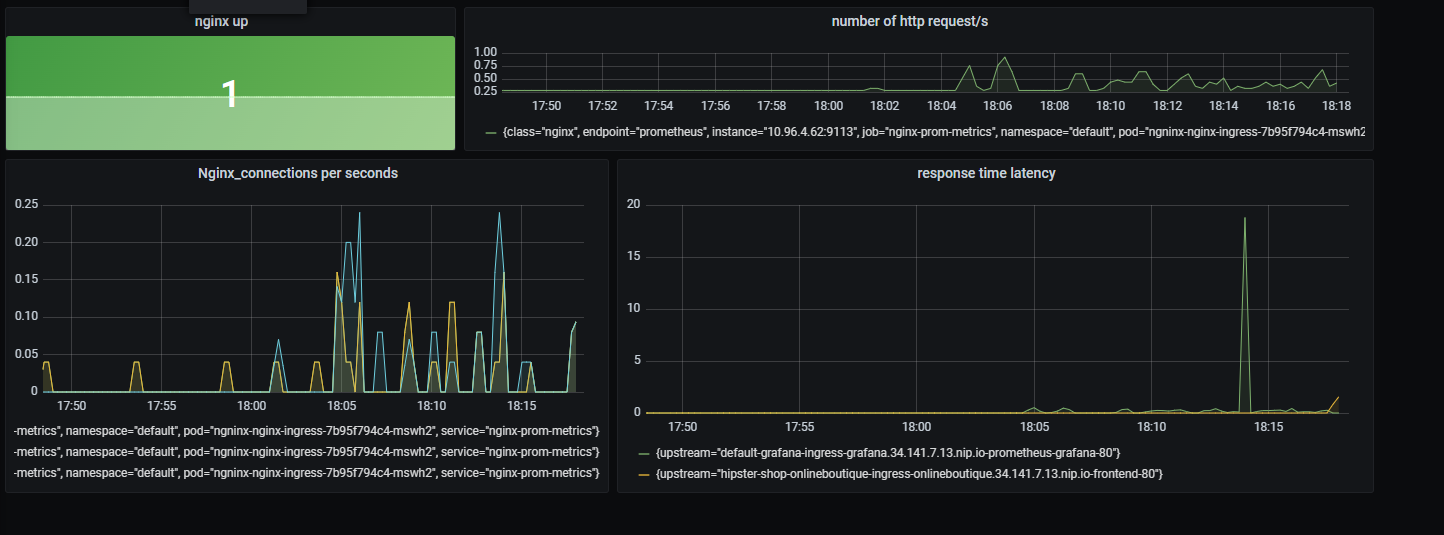 nginx up
1
number of http request/s
1.00
0.75
0.50
0.25
17:50 17:52 17:54 17:56 17:58 18:00 18:02 18:04 18:06 18:08 18:10 18:12 18:14 18:16 18:18
{class="nginx", endpoint="prometheus", instance="10.96.4.62:9113", job="nginx-prom-metrics", namespace="default", pod="ngninx-nginx-ingress-7b95f794c4-mswh2
Nginx_connections per seconds
0.25
0.20
0.15
0.10
0.05
0
17:50 17:55 18:00 18:05 18:10 18:15
-metrics", namespace="default", pod="ngninx-nginx-ingress-7b95f794c4-mswh2", service="nginx-prom-metrics"}
-metrics", namespace="default", pod="ngninx-nginx-ingress-7b95f794c4-mswh2", service="nginx-prom-metrics"}
-metrics", namespace="default", pod="ngninx-nginx-ingress-7b95f794c4-mswh2", service="nginx-prom-metrics"}
response time latency
20
15
10
5
0
17:50 17:55 18:00 18:05 18:10 18:15
{upstream="default-grafana-ingress-grafana.34.141.7.13.nip.io-prometheus-grafana-80"}
{upstream="hipster-shop-onlineboutique-ingress-onlineboutique.34.141.7.13.nip.io-frontend-80"}